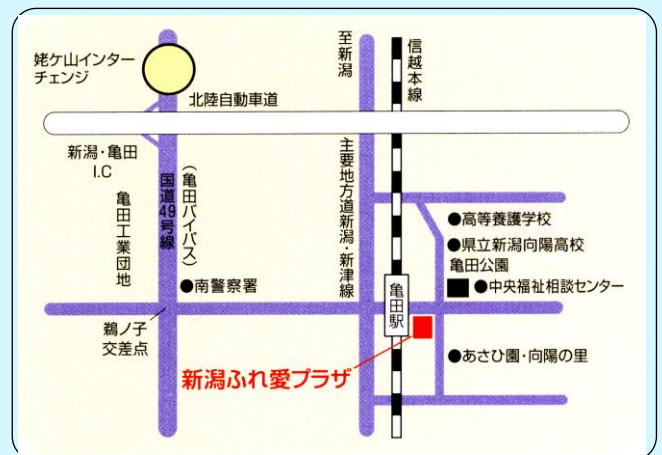 姥ケ山インター
チェンジ
北陸自動車道
至新潟
信越本線
新潟・亀田
I.C
亀田工業団地
国道49号線
(亀田バイパス)
主要地方道新潟・新津線
●高等養護学校
●県立新潟向陽高校
亀田公園
●中央福祉相談センター
●南警察署
亀田駅
鵜ノ子
交差点
新潟ふれ愛プラザ
●あさひ園・向陽の里